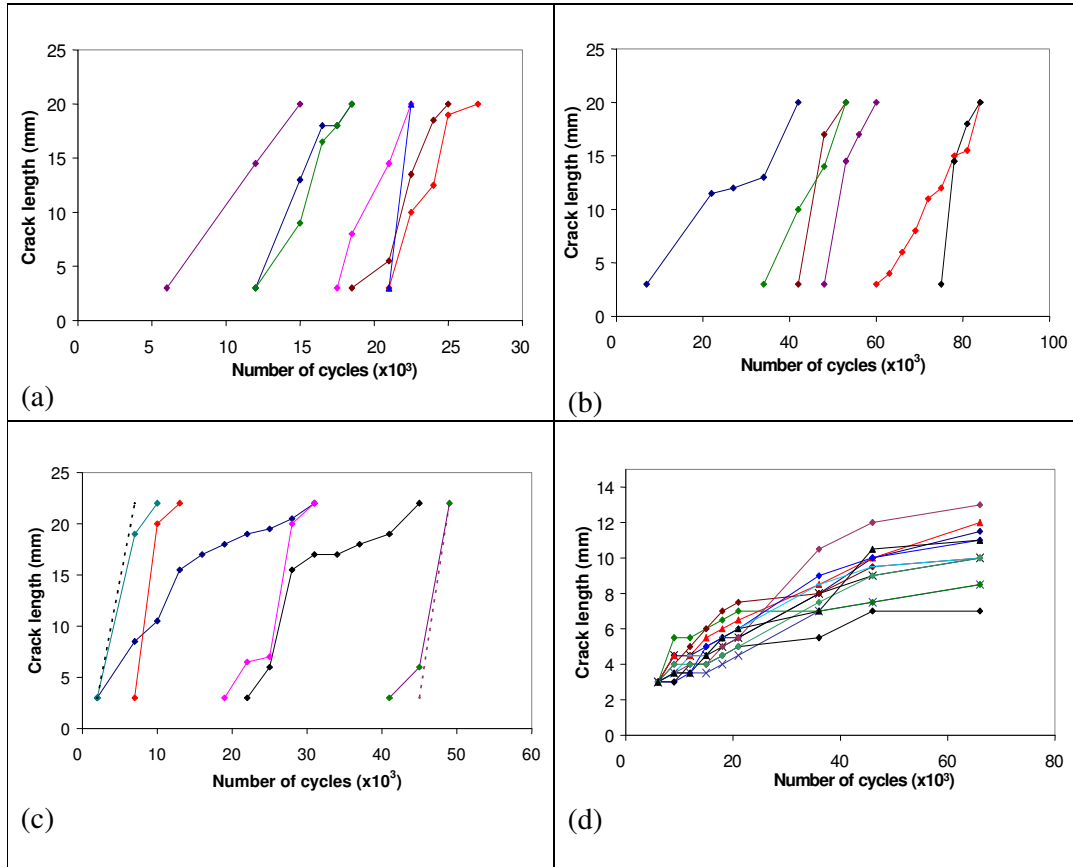 25
20
15
10
5
0
Crack length (mm)
0 5 10 15 20 25 30
Number of cycles (x10³)
(a)
25
20
15
10
5
0
Crack length (mm)
0 20 40 60 80 100
Number of cycles (x10³)
(b)
25
20
15
10
5
0
Crack length (mm)
0 10 20 30 40 50 60
Number of cycles (x10³)
(c)
14
12
10
8
6
4
2
0
Crack length (mm)
0 20 40 60 80
Number of cycles (x10³)
(d)